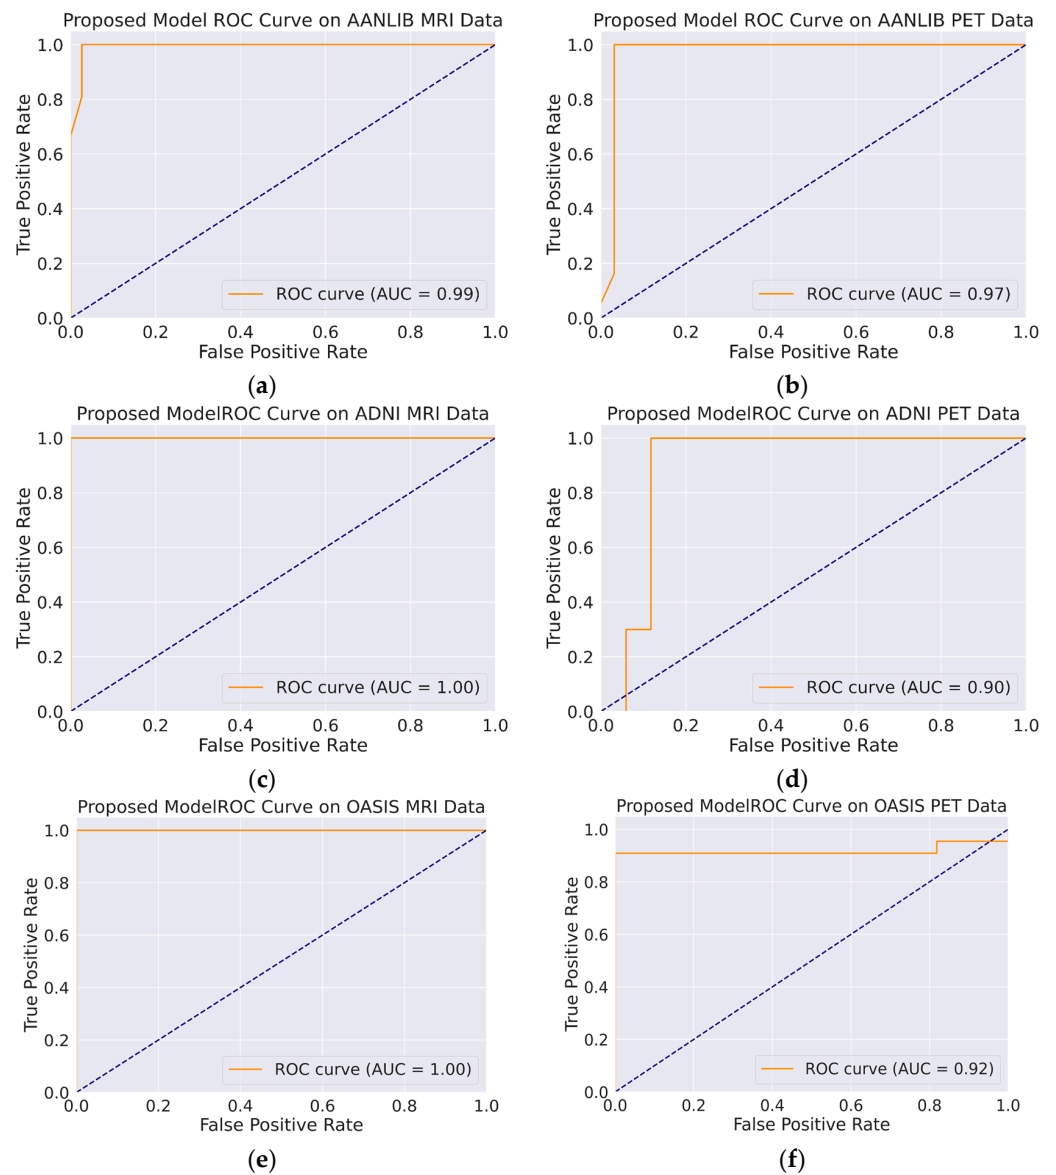 Proposed Model ROC Curve on AANLIB MRI Data
1.0
0.8
0.6
0.4
0.2
0.0
True Positive Rate
ROC curve (AUC = 0.99)
0.0 0.2 0.4 0.6 0.8 1.0
False Positive Rate
(a)
Proposed Model ROC Curve on AANLIB PET Data
1.0
0.8
0.6
0.4
0.2
0.0
True Positive Rate
ROC curve (AUC = 0.97)
0.0 0.2 0.4 0.6 0.8 1.0
False Positive Rate
(b)
Proposed ModelROC Curve on ADNI MRI Data
1.0
0.8
0.6
0.4
0.2
0.0
True Positive Rate
ROC curve (AUC = 1.00)
0.0 0.2 0.4 0.6 0.8 1.0
False Positive Rate
(c)
Proposed ModelROC Curve on ADNI PET Data
1.0
0.8
0.6
0.4
0.2
0.0
True Positive Rate
ROC curve (AUC = 0.90)
0.0 0.2 0.4 0.6 0.8 1.0
False Positive Rate
(d)
Proposed ModelROC Curve on OASIS MRI Data
1.0
0.8
0.6
0.4
0.2
0.0
True Positive Rate
ROC curve (AUC = 1.00)
0.0 0.2 0.4 0.6 0.8 1.0
False Positive Rate
(e)
Proposed ModelROC Curve on OASIS PET Data
1.0
0.8
0.6
0.4
0.2
0.0
True Positive Rate
ROC curve (AUC = 0.92)
0.0 0.2 0.4 0.6 0.8 1.0
False Positive Rate
(f)